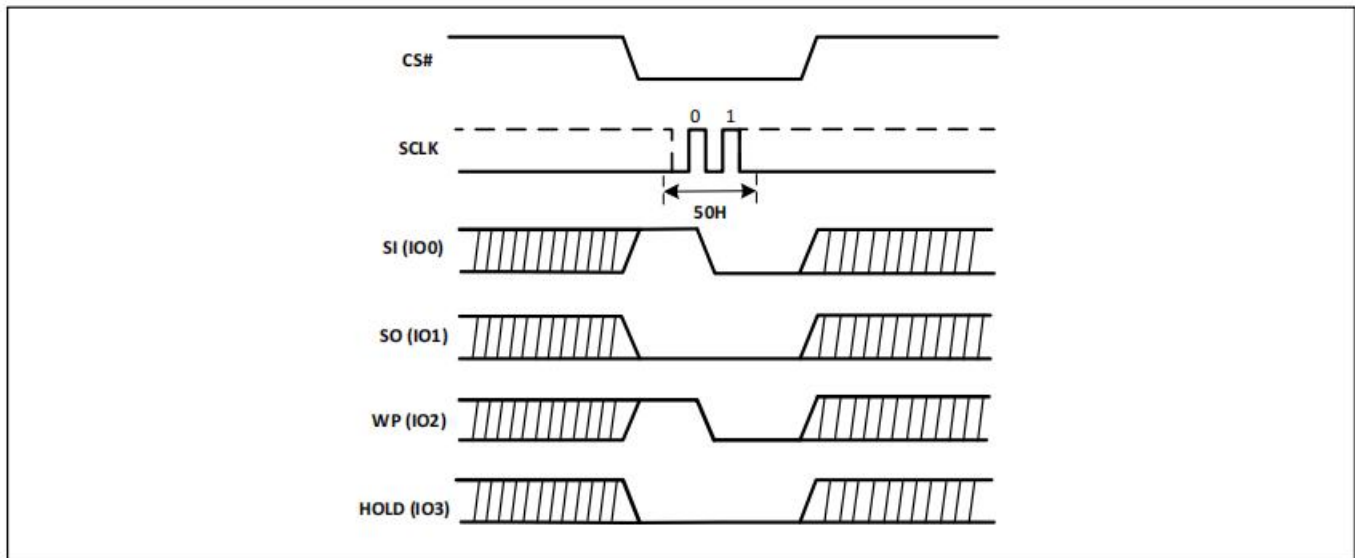 CS#
0 1
SCLK
50H
SI (IO0)
SO (IO1)
WP (IO2)
HOLD (IO3)